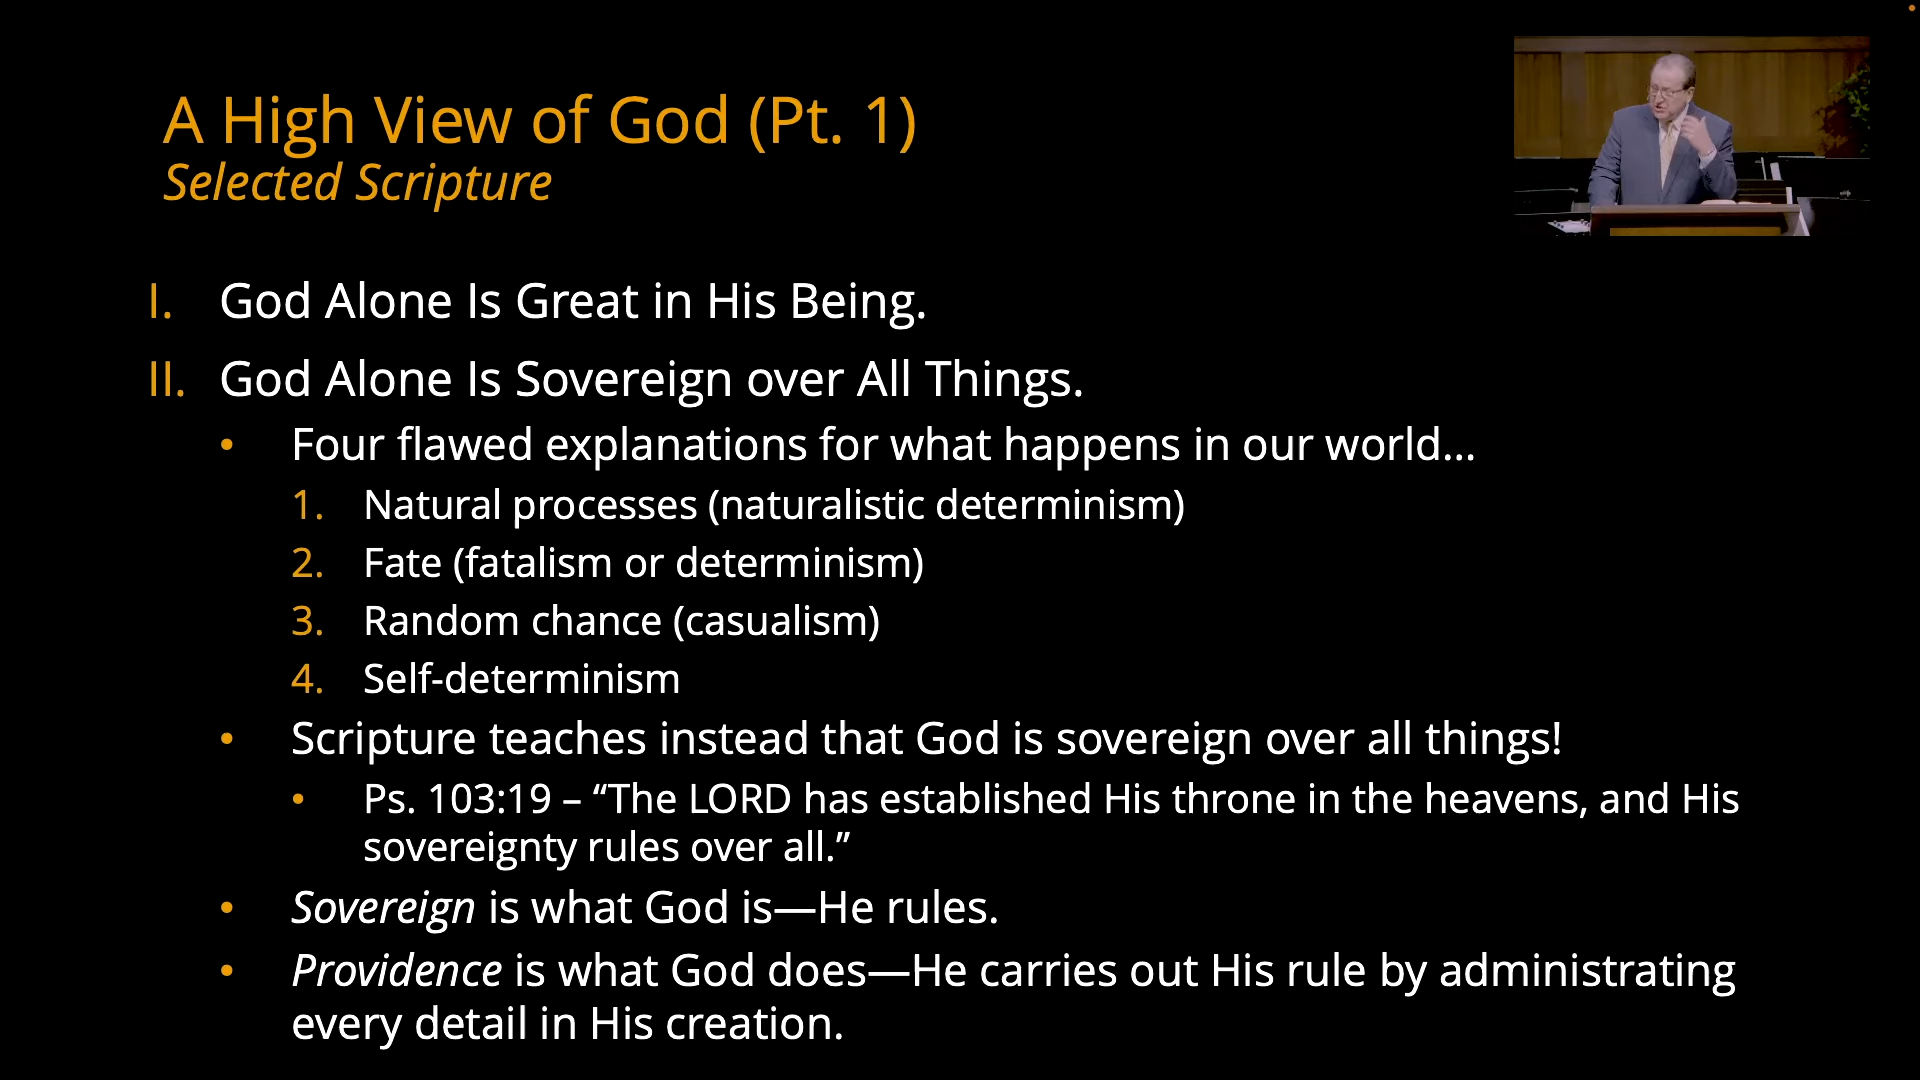 A High View of God (Pt. 1)
Selected Scripture
I. God Alone Is Great in His Being.
II. God Alone Is Sovereign over All Things.
• Four flawed explanations for what happens in our world...
1. Natural processes (naturalistic determinism)
2. Fate (fatalism or determinism)
3. Random chance (casualism)
4. Self-determinism
• Scripture teaches instead that God is sovereign over all things!
• Ps. 103:19 – “The LORD has established His throne in the heavens, and His
sovereignty rules over all.”
• Sovereign is what God is—He rules.
• Providence is what God does—He carries out His rule by administrating
every detail in His creation.